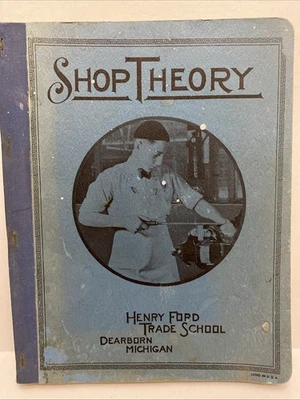 SHOP THEORY
HENRY FORD
TRADE SCHOOL
DEARBORN
MICHIGAN